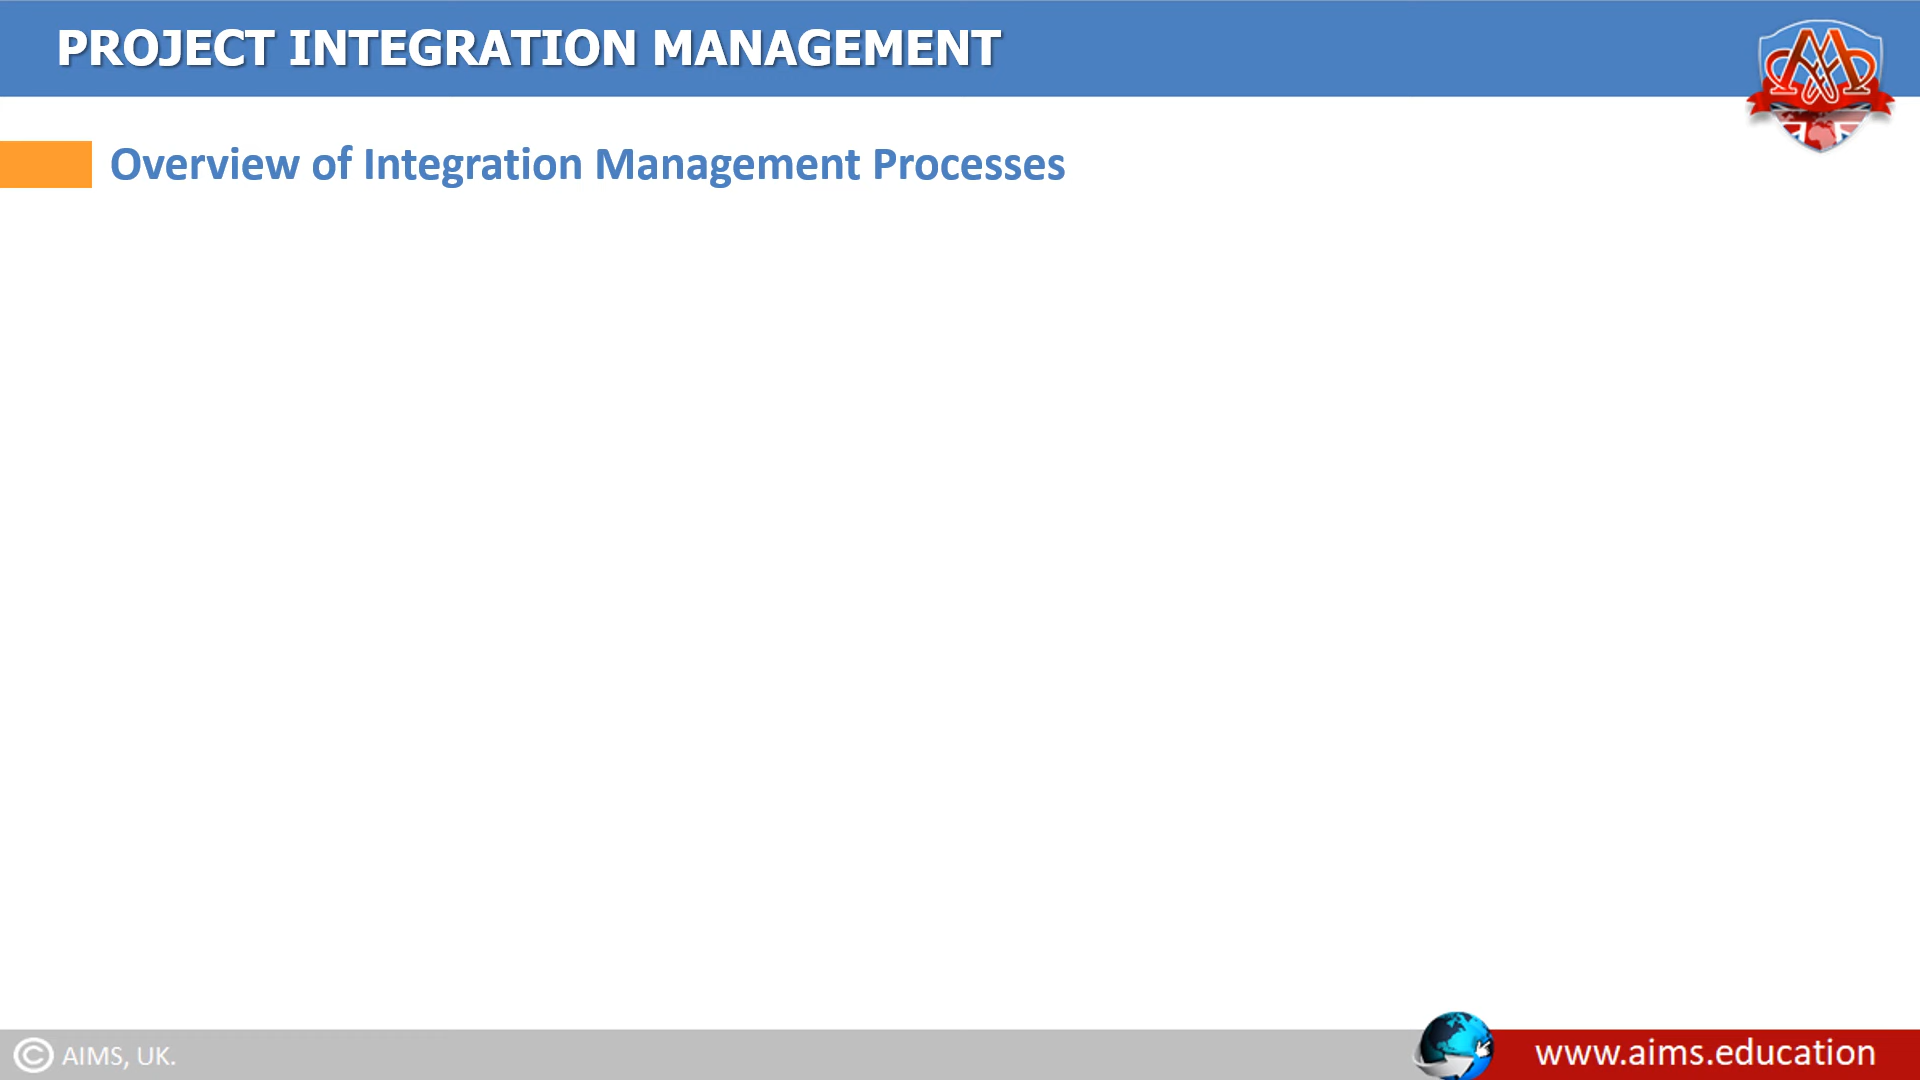 PROJECT INTEGRATION MANAGEMENT
Overview of Integration Management Processes
© AIMS, UK.
www.aims.education